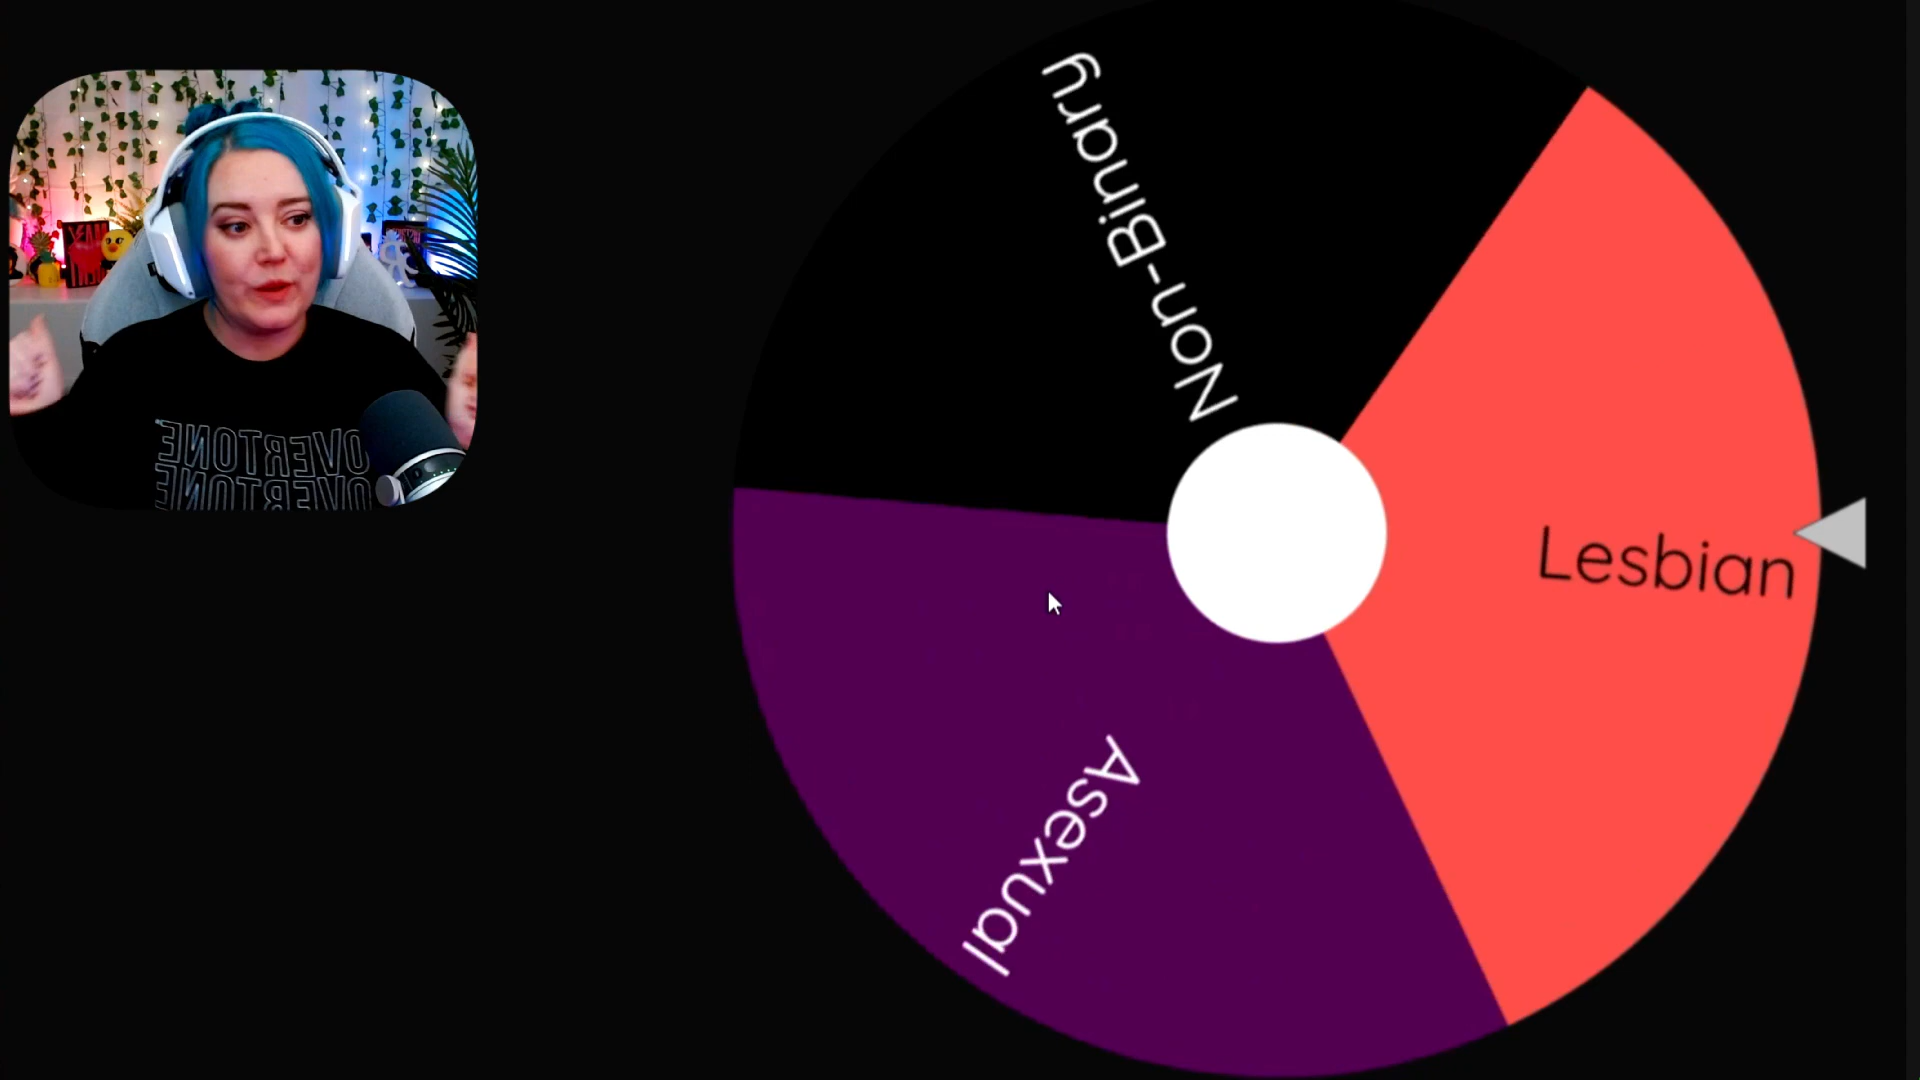 Non-Binary
Lesbian
Asexual
OVERTONE
OVERTONE